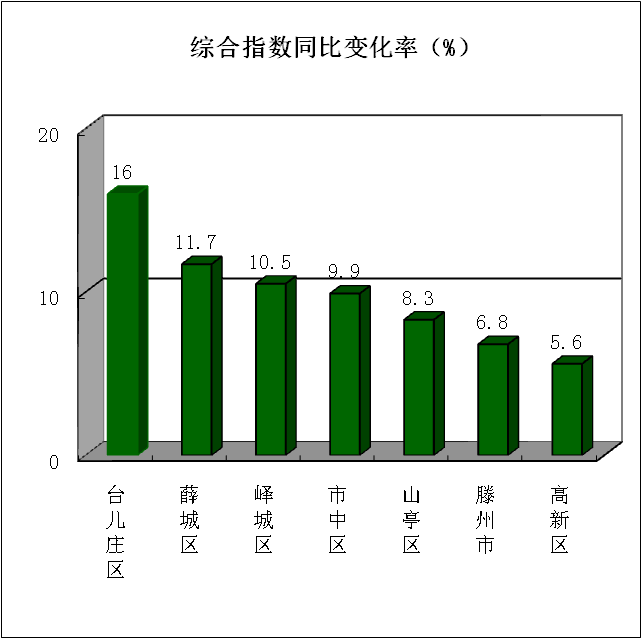 综合指数同比变化率（%）
20
10
0
16
11.7
10.5
9.9
8.3
6.8
5.6
台儿庄区
薛城区
峄城区
市中区
山亭区
滕州市
高新区